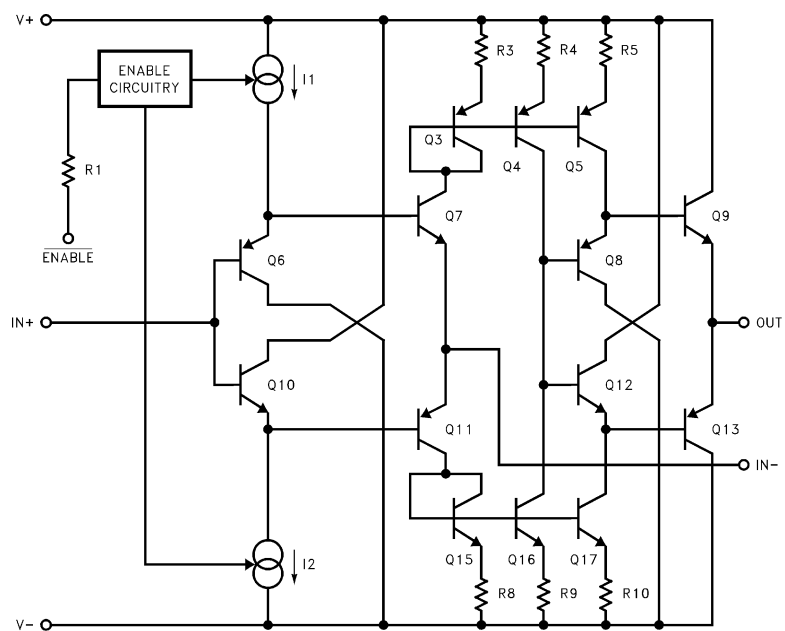 V+
ENABLE
CIRCUITRY
I1
R3
R4
R5
Q3
Q4
Q5
R1
ENABLE
Q6
Q7
Q8
Q9
IN+
OUT
Q10
Q12
Q11
Q13
IN-
I2
Q15
Q16
Q17
R8
R9
R10
V-